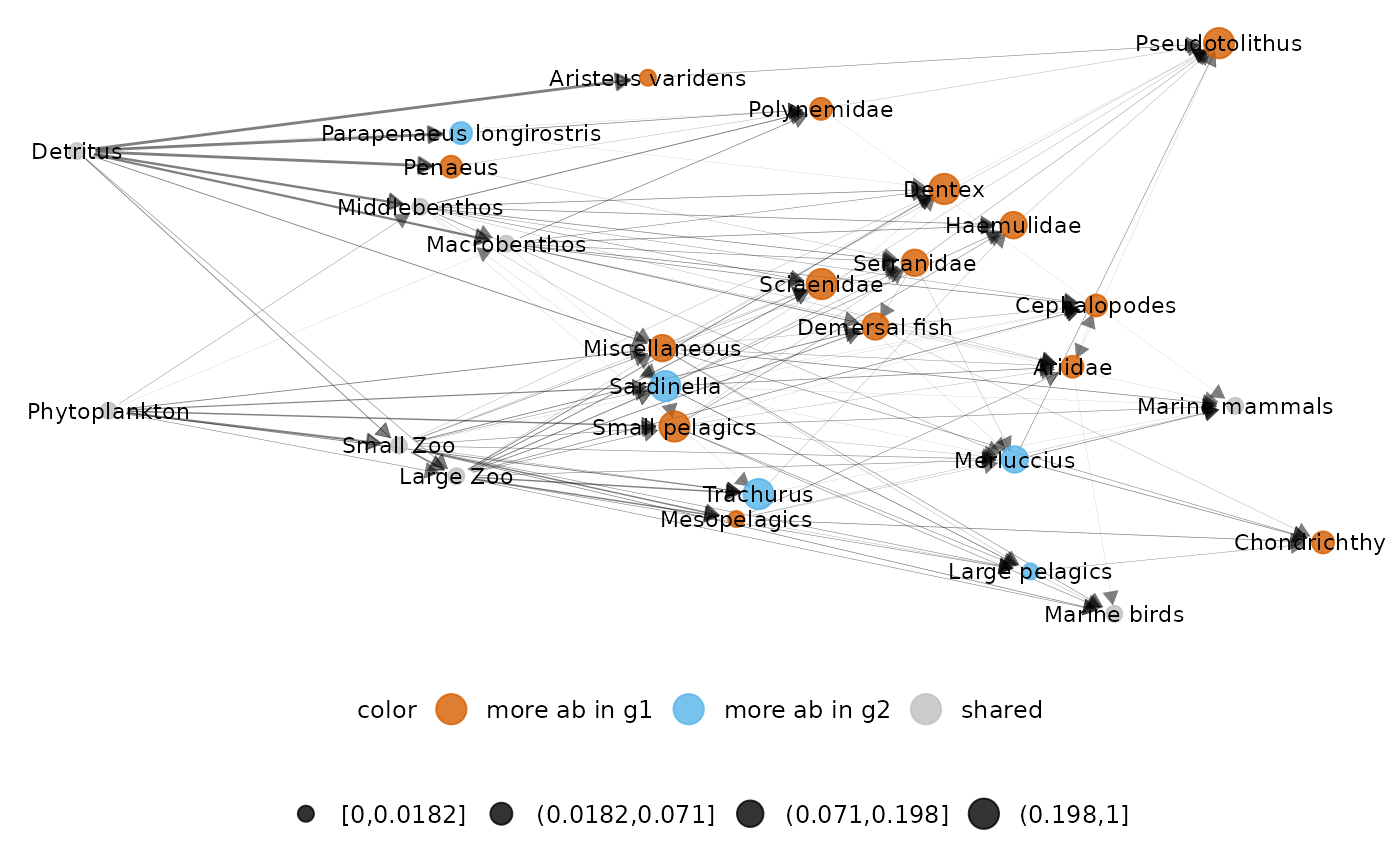 Pseudotolithus
Aristeus varidens
Polynemidae
Parapenaeus longirostris
Detritus
Penaeus
Dentex
Middlebenthos
Haemulidae
Macrobenthos
Serranidae
Sciaenidae
Cephalopodes
Demersal fish
Miscellaneous
Ariidae
Sardinella
Marine mammals
Phytoplankton
Small pelagics
Small Zoo
Merluccius
Large Zoo
Trachurus
Mesopelagics
Chondrichthy
Large pelagics
Marine birds
color more ab in g1 more ab in g2 shared
[0,0.0182] (0.0182,0.071] (0.071,0.198] (0.198,1]